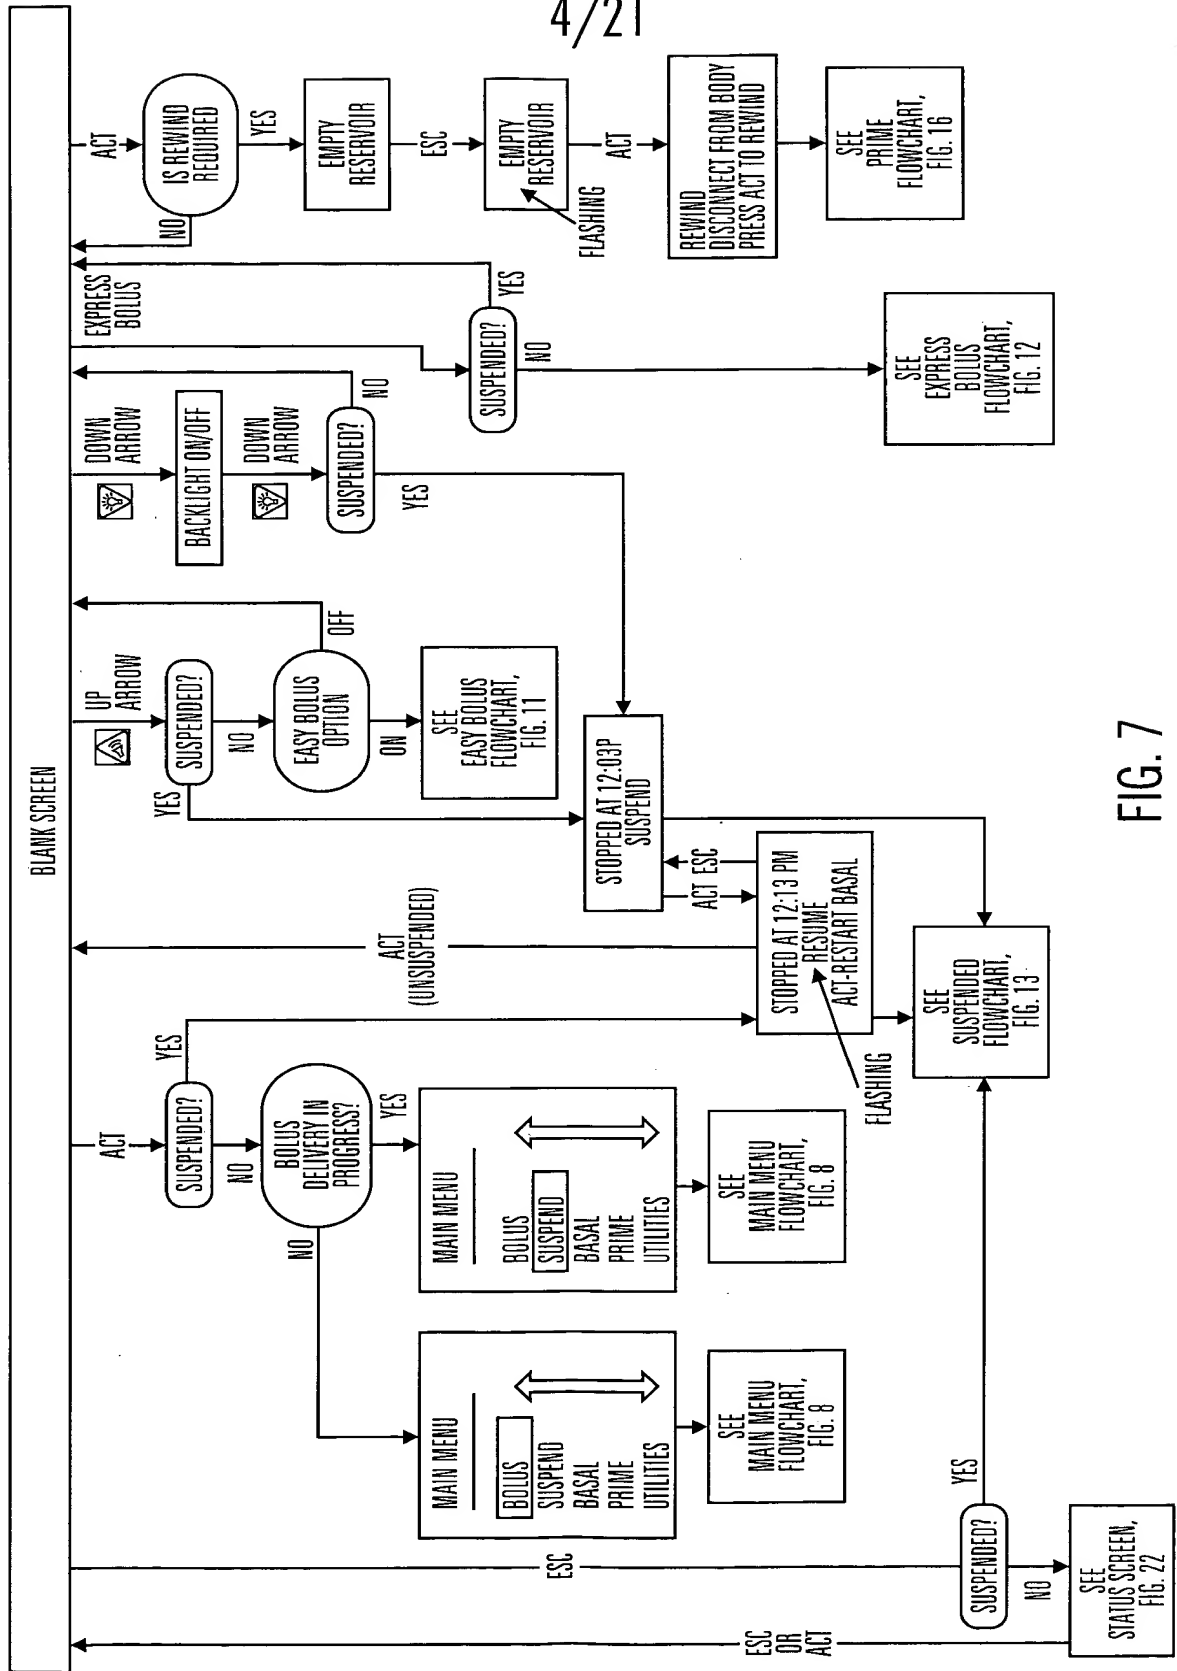 4/21
BLANK SCREEN
ESC
OR
ACT
ESC
SUSPENDED?
YES
NO
SEE
STATUS SCREEN,
FIG. 22
ACT
SUSPENDED?
YES
NO
BOLUS
DELIVERY IN
PROGRESS?
NO
YES
MAIN MENU
BOLUS
SUSPEND
BASAL
PRIME
UTILITIES
SEE
MAIN MENU
FLOWCHART,
FIG. 8
MAIN MENU
BOLUS
SUSPEND
BASAL
PRIME
UTILITIES
SEE
MAIN MENU
FLOWCHART,
FIG. 8
ACT
(UNSUSPENDED)
UP
ARROW
SUSPENDED?
YES
NO
EASY BOLUS
OPTION
OFF
ON
SEE
EASY BOLUS
FLOWCHART,
FIG. 11
STOPPED AT 12:03P
SUSPEND
ACT
ESC
STOPPED AT 12:13 PM
RESUME
ACT-RESTART BASAL
FLASHING
SEE
SUSPENDED
FLOWCHART,
FIG. 13
DOWN
ARROW
BACKLIGHT ON/OFF
DOWN
ARROW
SUSPENDED?
NO
YES
EXPRESS
BOLUS
SUSPENDED?
YES
NO
SEE
EXPRESS
BOLUS
FLOWCHART,
FIG. 12
ACT
IS REWIND
REQUIRED
NO
YES
EMPTY
RESERVOIR
ESC
EMPTY
RESERVOIR
FLASHING
ACT
REWIND
DISCONNECT FROM BODY
PRESS ACT TO REWIND
SEE
PRIME
FLOWCHART,
FIG. 16
FIG. 7